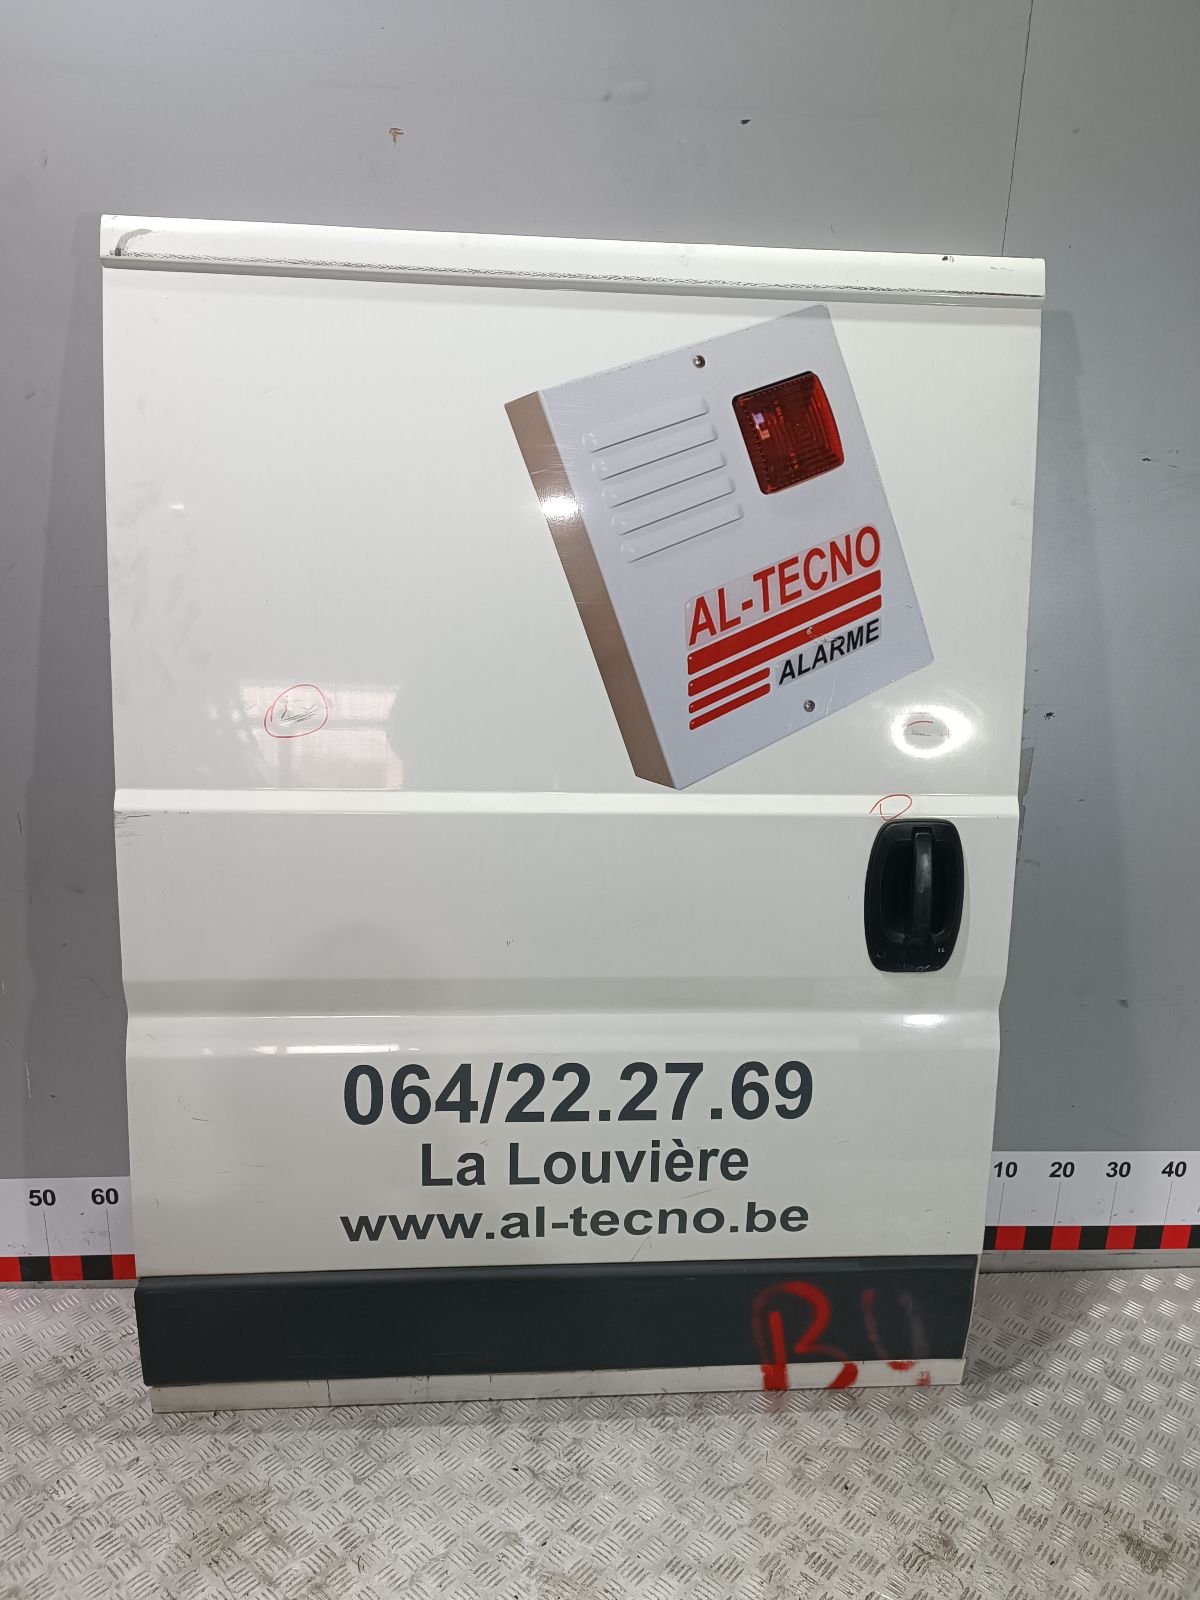 AL-TECNO
ALARME
064/22.27.69
La Louvière
www.al-tecno.be
50 60
10 20 30 40